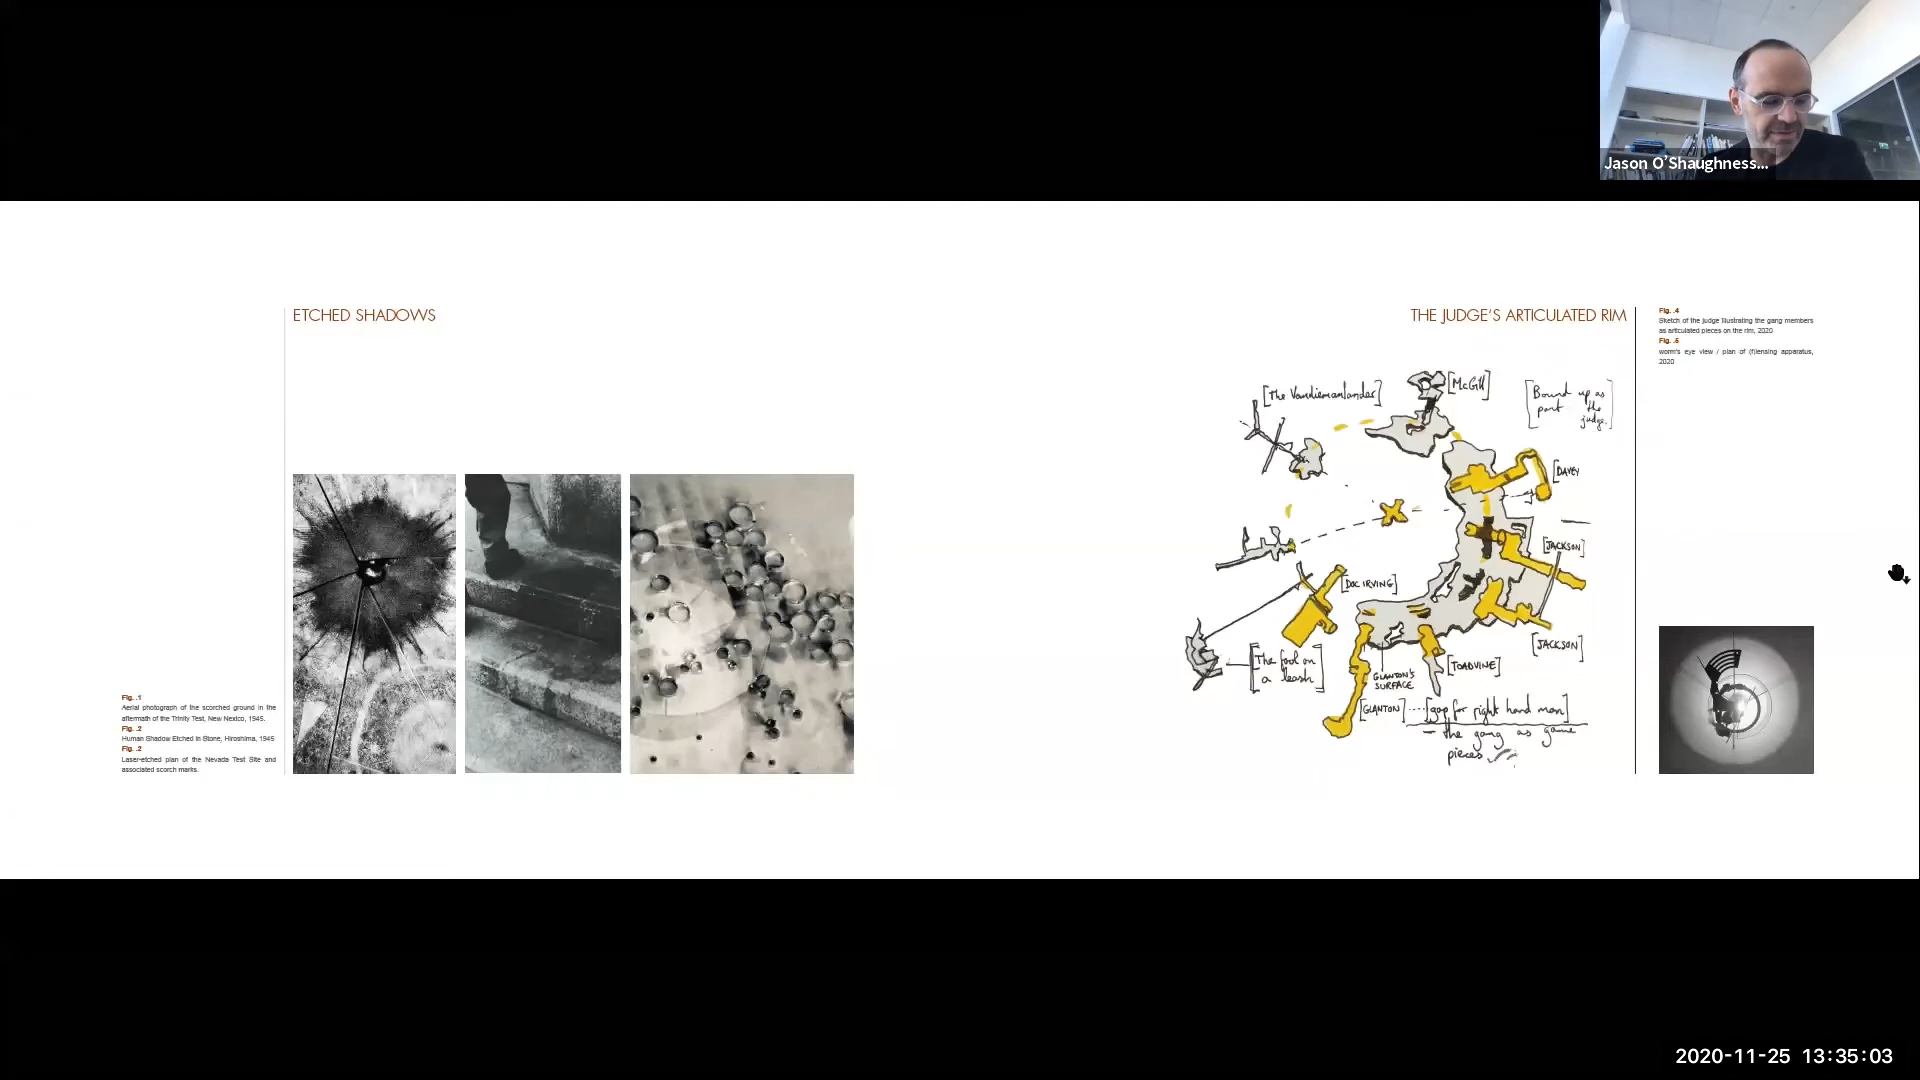 Jason O'Shaughness...
ETCHED SHADOWS
Fig. .1
Aerial photograph of the scorched ground in the
aftermath of the Trinity Test, New Nexico, 1945.
Fig. .2
Human Shadow Etched in Stone, Hiroshima, 1945
Fig. .2
Laser-etched plan of the Nevada Test Site and
associated scorch marks.
THE JUDGE'S ARTICULATED RIM
Fig. .4
Sketch of the judge illustrating the gang members
as articulated pieces on the rim, 2020
Fig. .5
worm's eye view / plan of (f)lensing apparatus,
2020
[The Vandiemanlander]
[McGill]
[Bound up as
part the
judge.]
[DAVEY
[JACKSON]
[DOC IRVING]
[JACKSON]
[The fool on
a leash]
GLANTON'S
SURFACE
[TOADVINE]
[GLANTON]....[gap for right hand man]
- the gang as game
pieces
2020-11-25 13:35:03